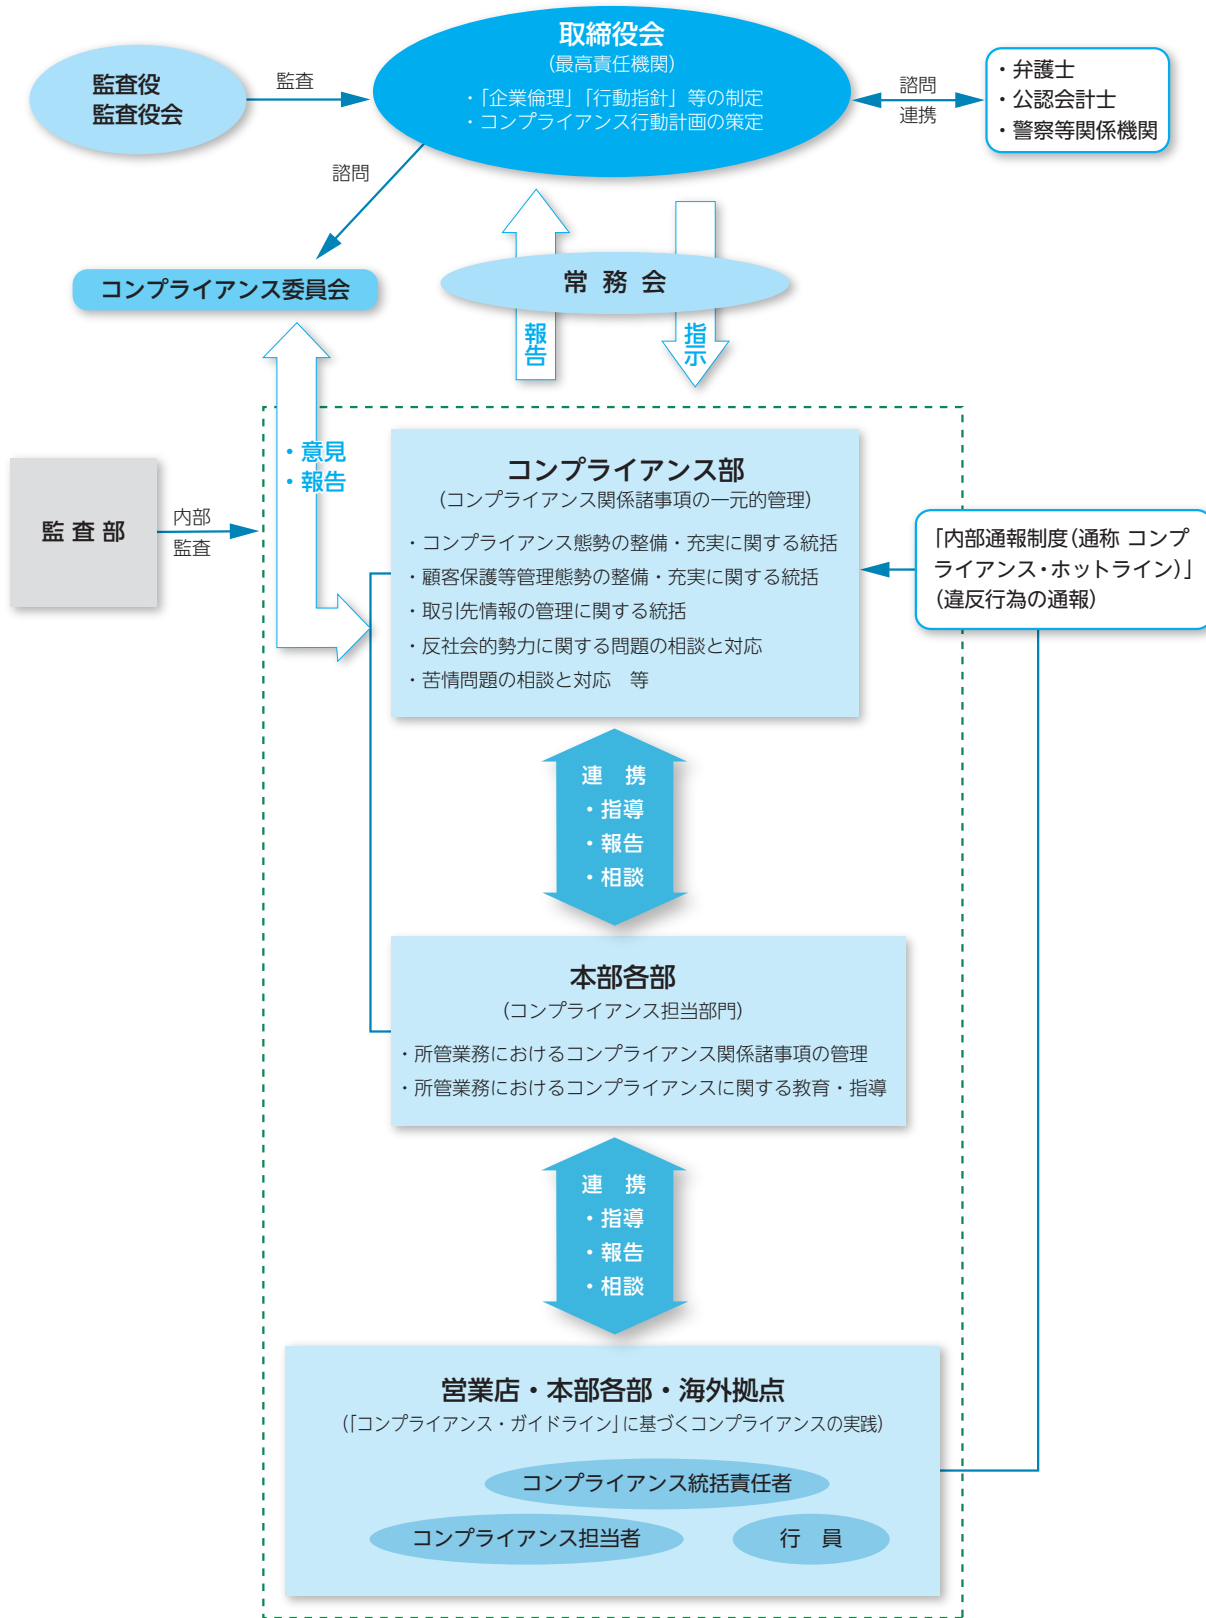 取締役会
(最高責任機関)
・「企業倫理」「行動指針」等の制定
・コンプライアンス行動計画の策定
監査役
監査役会
監査
諮問
連携
・弁護士
・公認会計士
・警察等関係機関
諮問
コンプライアンス委員会
常務会
報告
指示
・意見
・報告
監査部
内部
監査
コンプライアンス部
(コンプライアンス関係諸事項の一元的管理)
・コンプライアンス態勢の整備・充実に関する統括
・顧客保護等管理態勢の整備・充実に関する統括
・取引先情報の管理に関する統括
・反社会的勢力に関する問題の相談と対応
・苦情問題の相談と対応　等
「内部通報制度(通称 コンプ
ライアンス・ホットライン)」
(違反行為の通報)
連　携
・指導
・報告
・相談
本部各部
(コンプライアンス担当部門)
・所管業務におけるコンプライアンス関係諸事項の管理
・所管業務におけるコンプライアンスに関する教育・指導
連　携
・指導
・報告
・相談
営業店・本部各部・海外拠点
(「コンプライアンス・ガイドライン」に基づくコンプライアンスの実践)
コンプライアンス統括責任者
コンプライアンス担当者
行　員